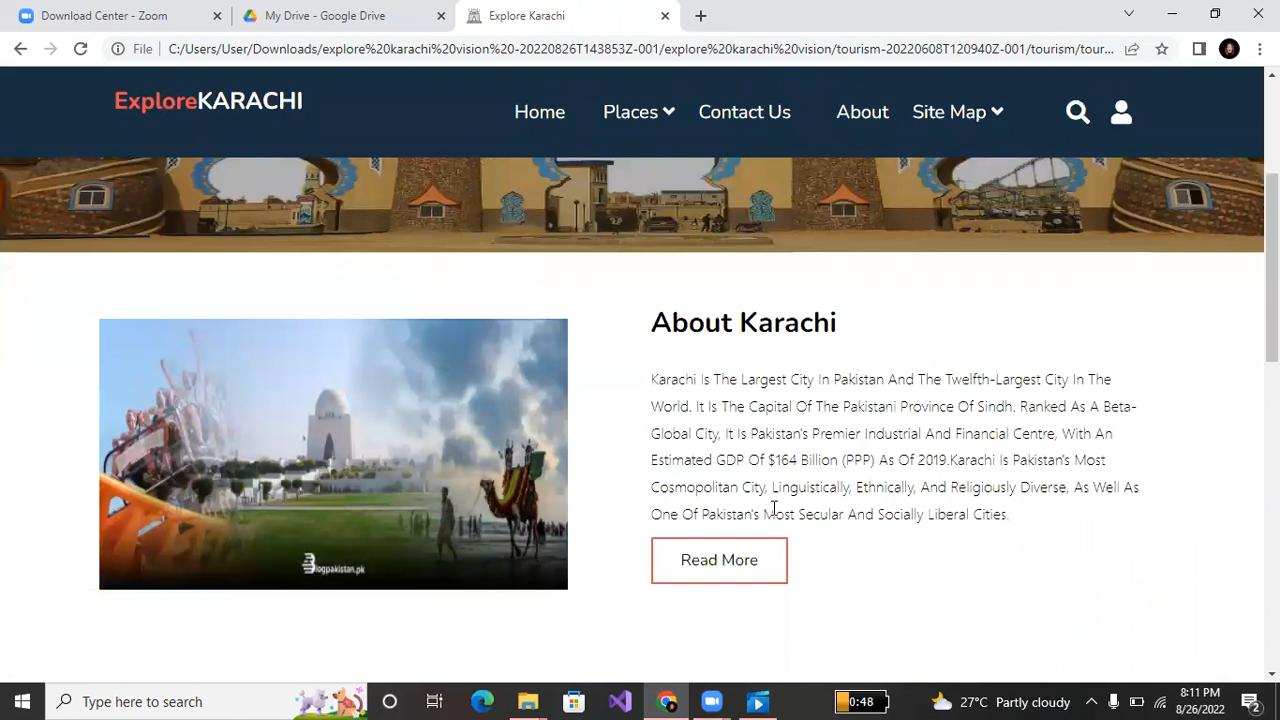 Download Center - Zoom
My Drive - Google Drive
Explore Karachi
File C:/Users/User/Downloads/explore%20karachi%20vision%20-20220826T143853Z-001/explore%20karachi%20vision/tourism-20220608T120940Z-001/tourism/tour...
ExploreKARACHI
Home Places Contact Us About Site Map
About Karachi
Karachi Is The Largest City In Pakistan And The Twelfth-Largest City In The
World. It Is The Capital Of The Pakistani Province Of Sindh. Ranked As A Beta-
Global City, It Is Pakistan's Premier Industrial And Financial Centre, With An
Estimated GDP Of $164 Billion (PPP) As Of 2019.Karachi Is Pakistan's Most
Cosmopolitan City, Linguistically, Ethnically, And Religiously Diverse, As Well As
One Of Pakistan's Most Secular And Socially Liberal Cities.
Read More
Blogpakistan.pk
Type here to search
0:48
27°C Partly cloudy
8:11 PM
8/26/2022
2